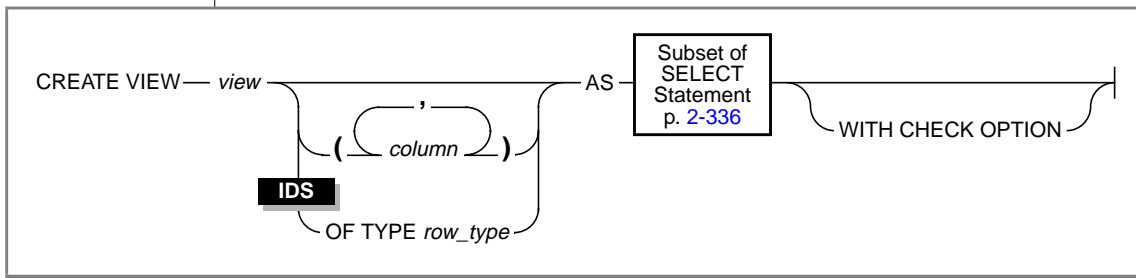 CREATE VIEW view AS
Subset of
SELECT
Statement
p. 2-336
WITH CHECK OPTION
,
( column )
IDS
OF TYPE row_type